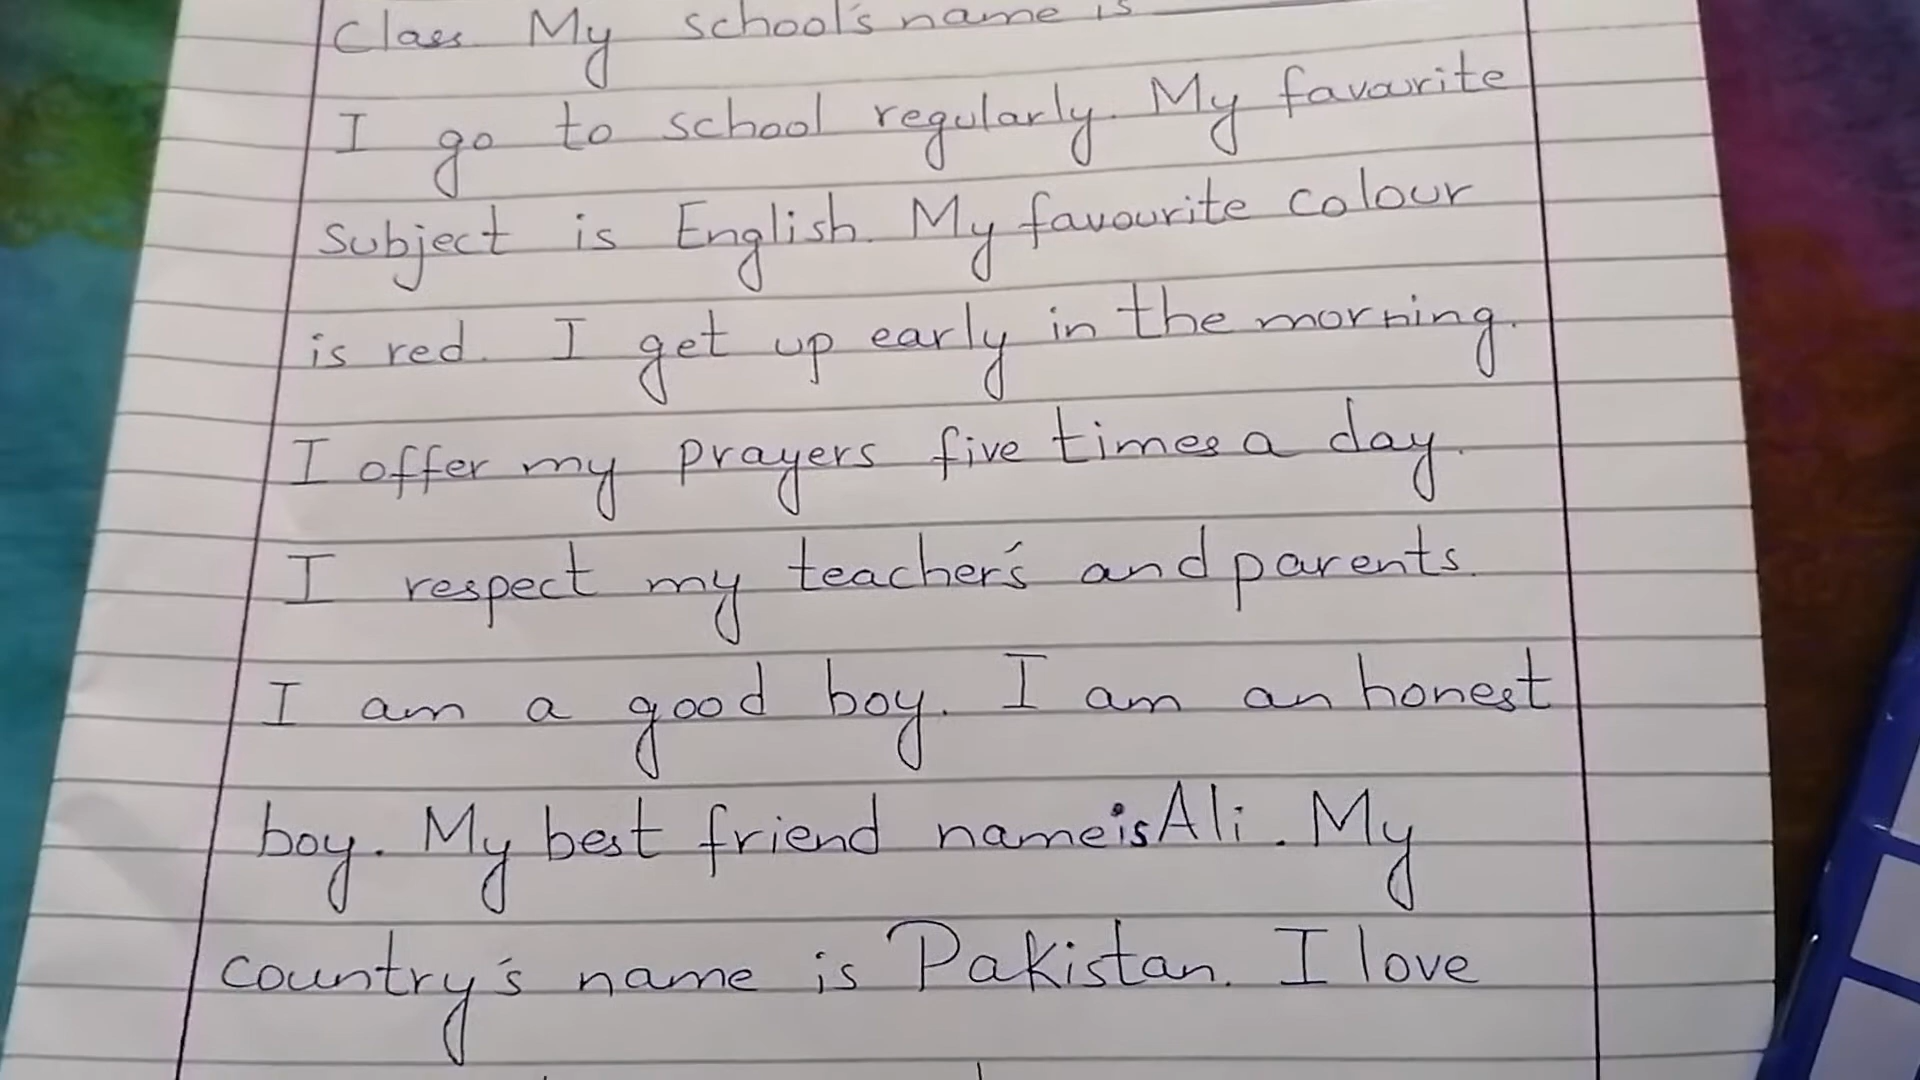 Class. My school's name is
I go to school regularly. My favourite
subject is English. My favourite colour
is red. I get up early in the morning.
I offer my prayers five times a day.
I respect my teacher's and parents.
I am a good boy. I am an honest
boy. My best friend name is Ali. My
country's name is Pakistan. I love